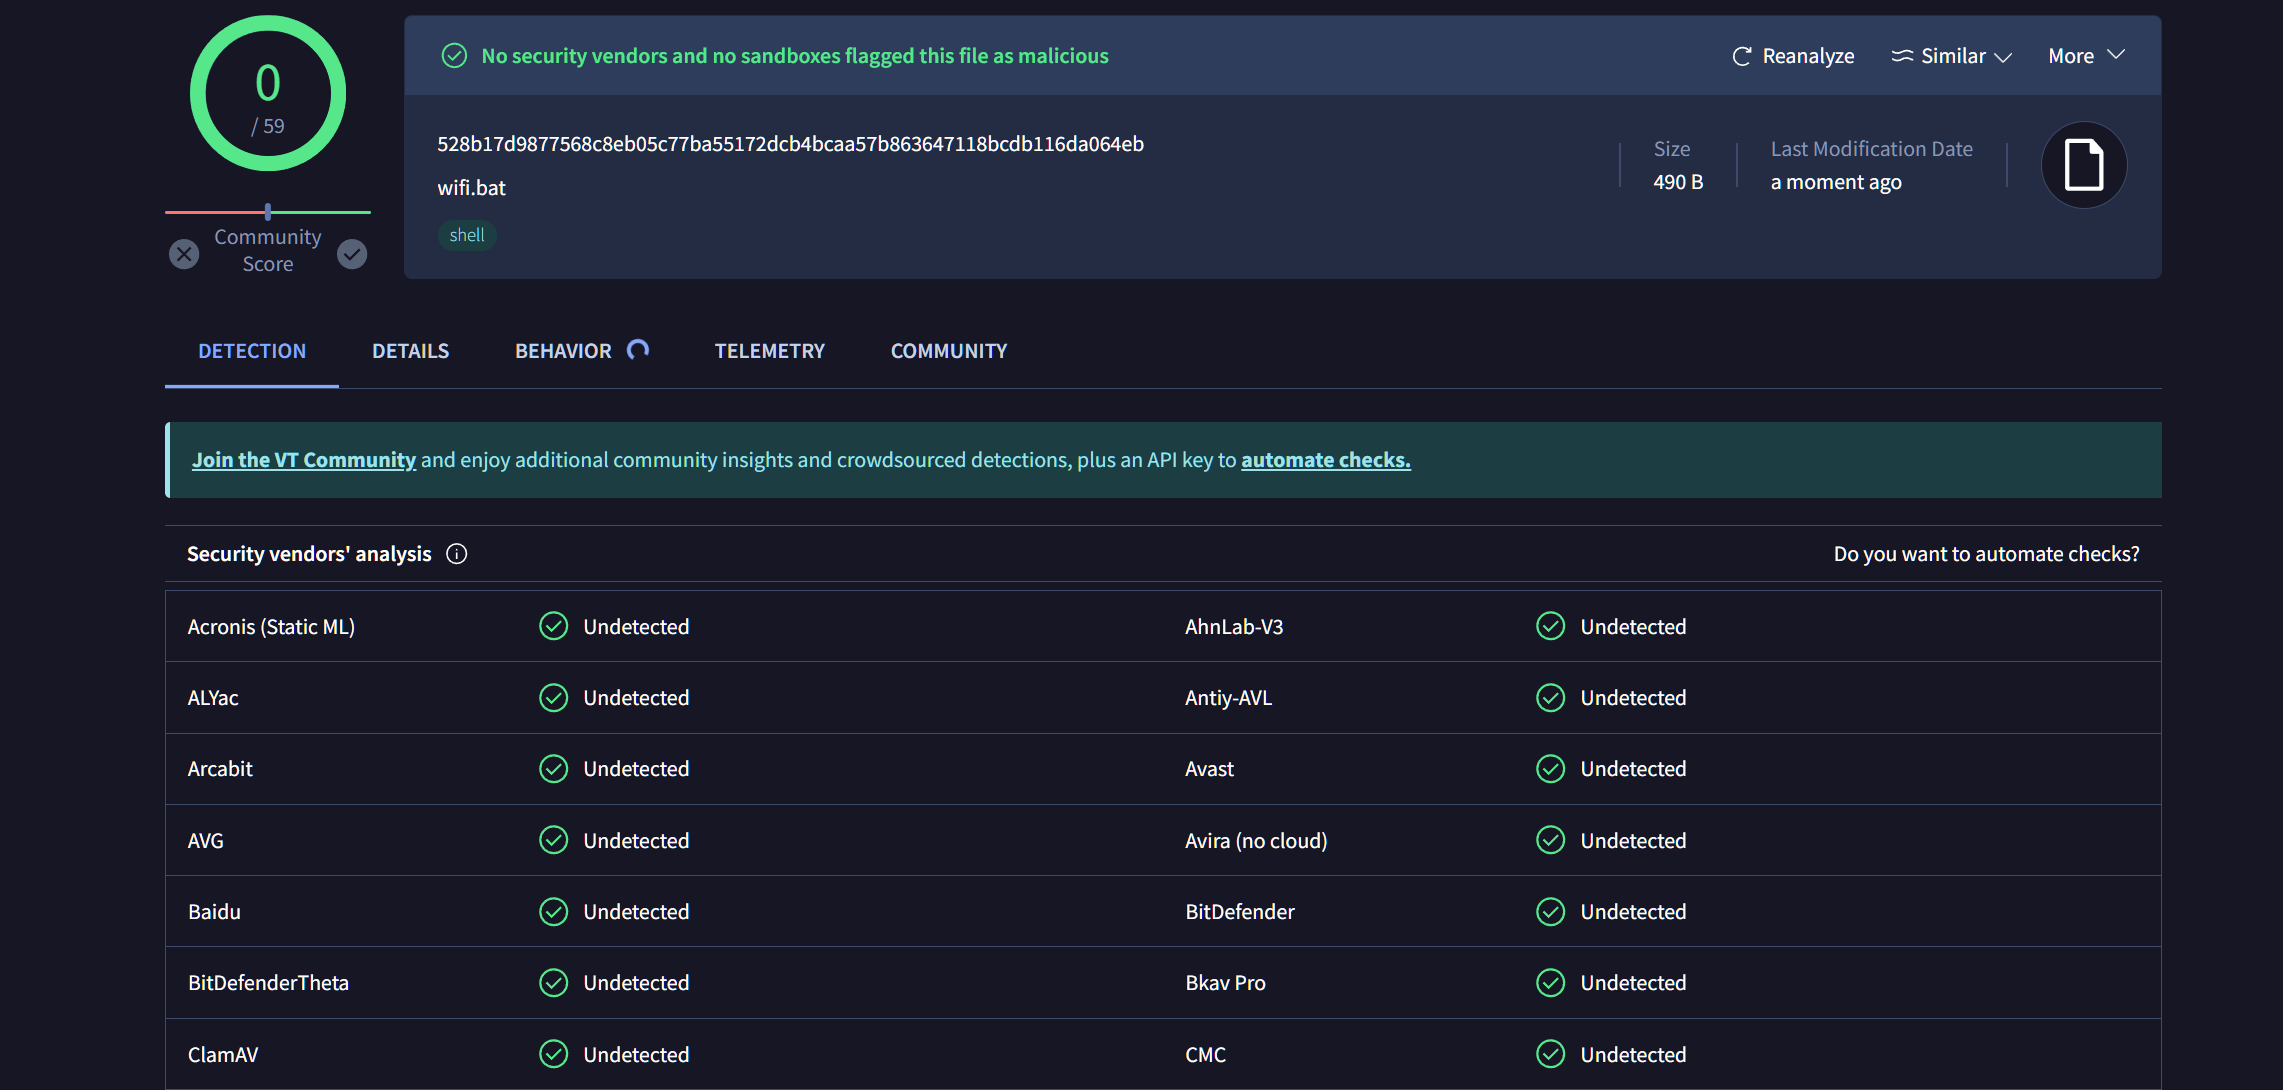 0
/ 59
Community
Score
No security vendors and no sandboxes flagged this file as malicious
Reanalyze
Similar
More
528b17d9877568c8eb05c77ba55172dcb4bcaa57b863647118bcdb116da064eb
wifi.bat
shell
Size
490 B
Last Modification Date
a moment ago
DETECTION
DETAILS
BEHAVIOR
TELEMETRY
COMMUNITY
Join the VT Community and enjoy additional community insights and crowdsourced detections, plus an API key to automate checks.
Security vendors' analysis
Do you want to automate checks?
Acronis (Static ML) Undetected AhnLab-V3 Undetected
ALYac Undetected Antiy-AVL Undetected
Arcabit Undetected Avast Undetected
AVG Undetected Avira (no cloud) Undetected
Baidu Undetected BitDefender Undetected
BitDefenderTheta Undetected Bkav Pro Undetected
ClamAV Undetected CMC Undetected